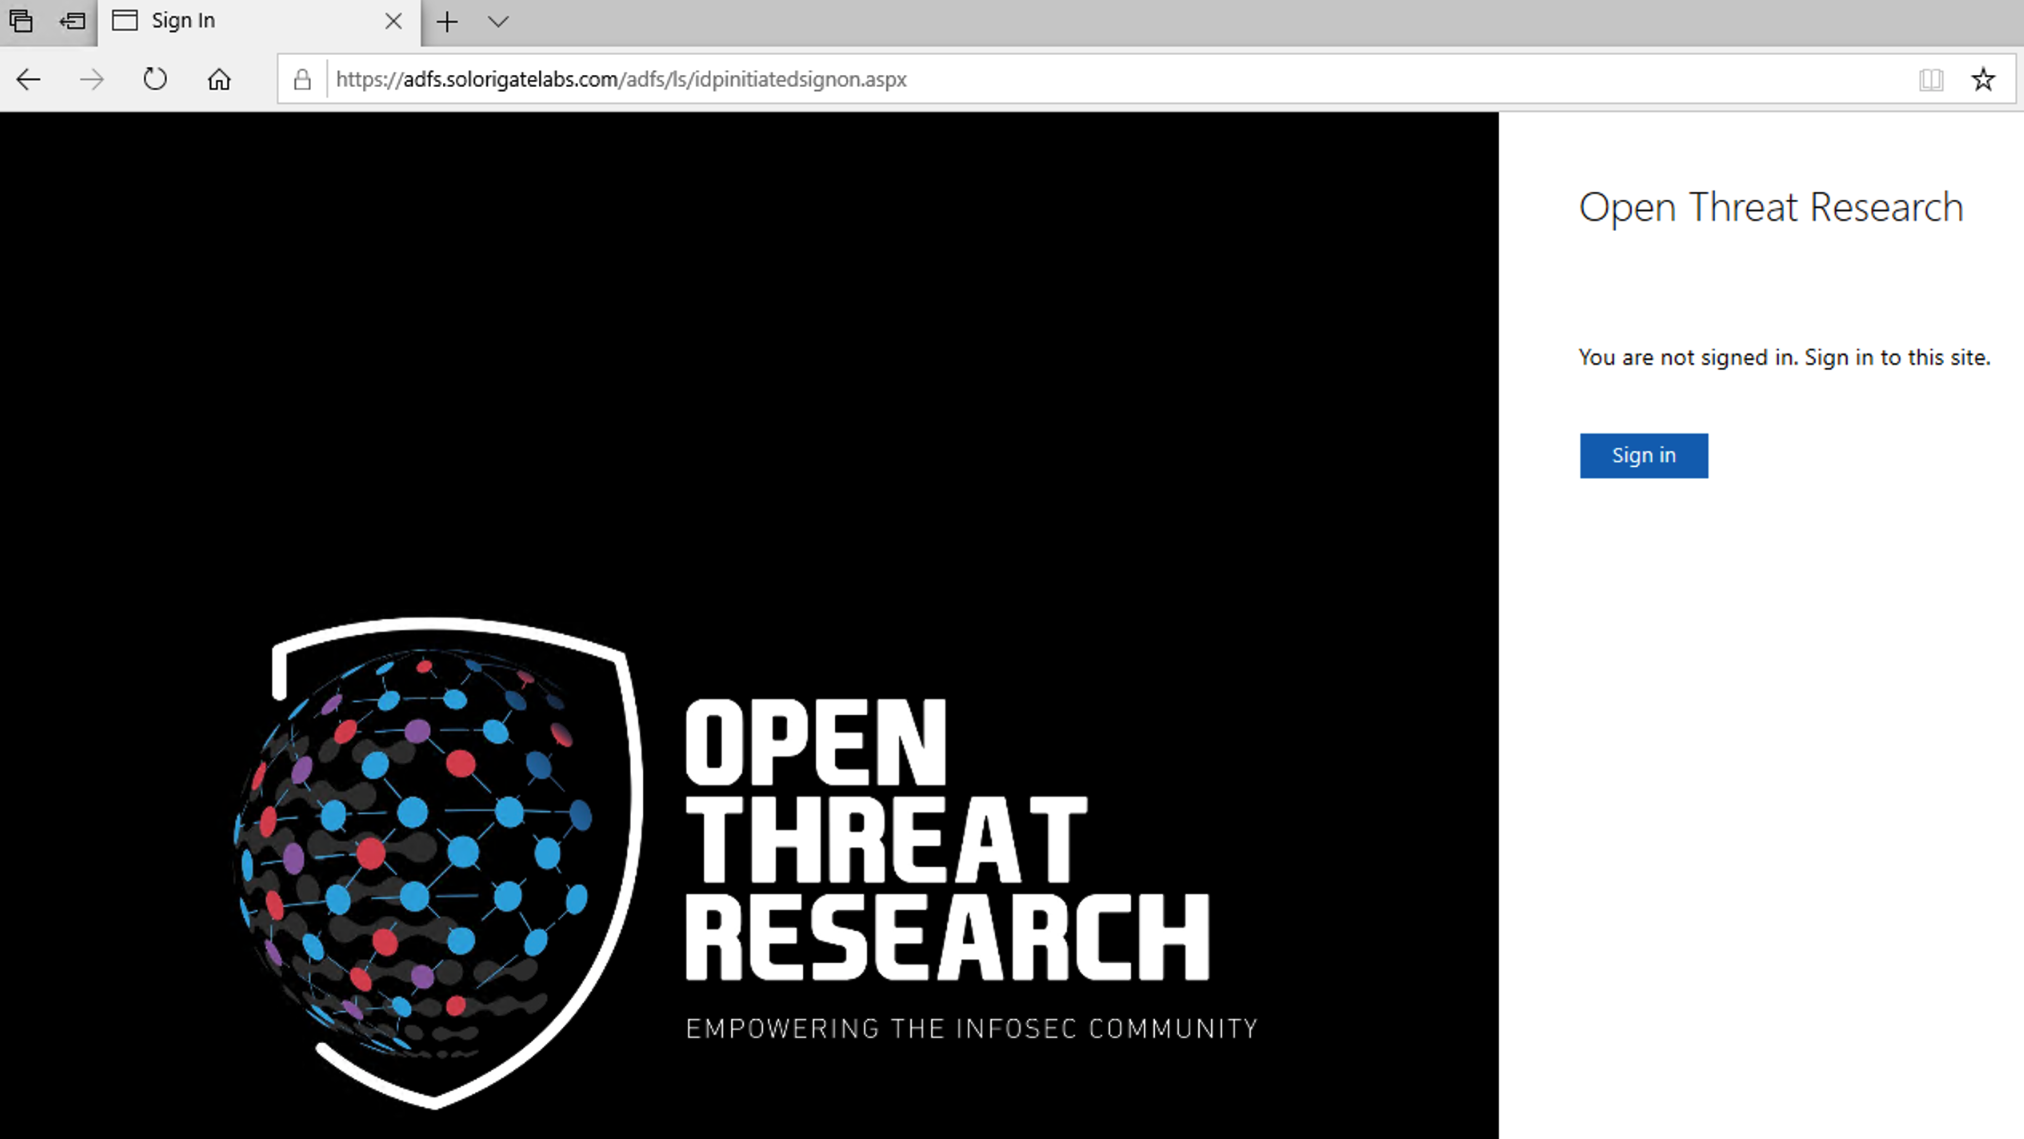 Sign In
https://adfs.solorigatelabs.com/adfs/ls/idpinitiatedsignon.aspx
Open Threat Research
You are not signed in. Sign in to this site.
Sign in
OPEN
THREAT
RESEARCH
EMPOWERING THE INFOSEC COMMUNITY